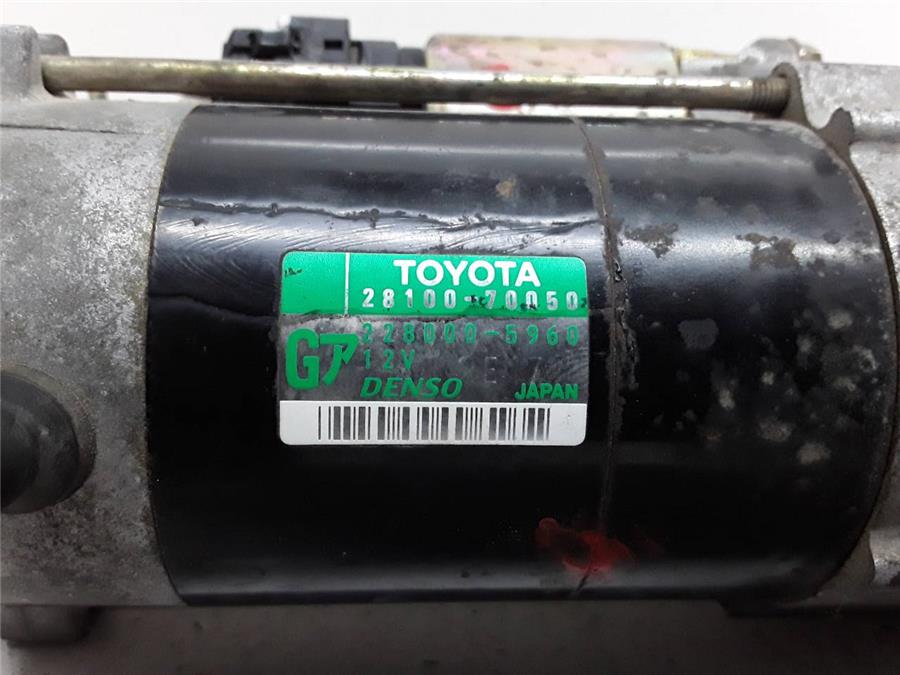 TOYOTA
28100-70050
228000-5960
G7
12V
DENSO JAPAN